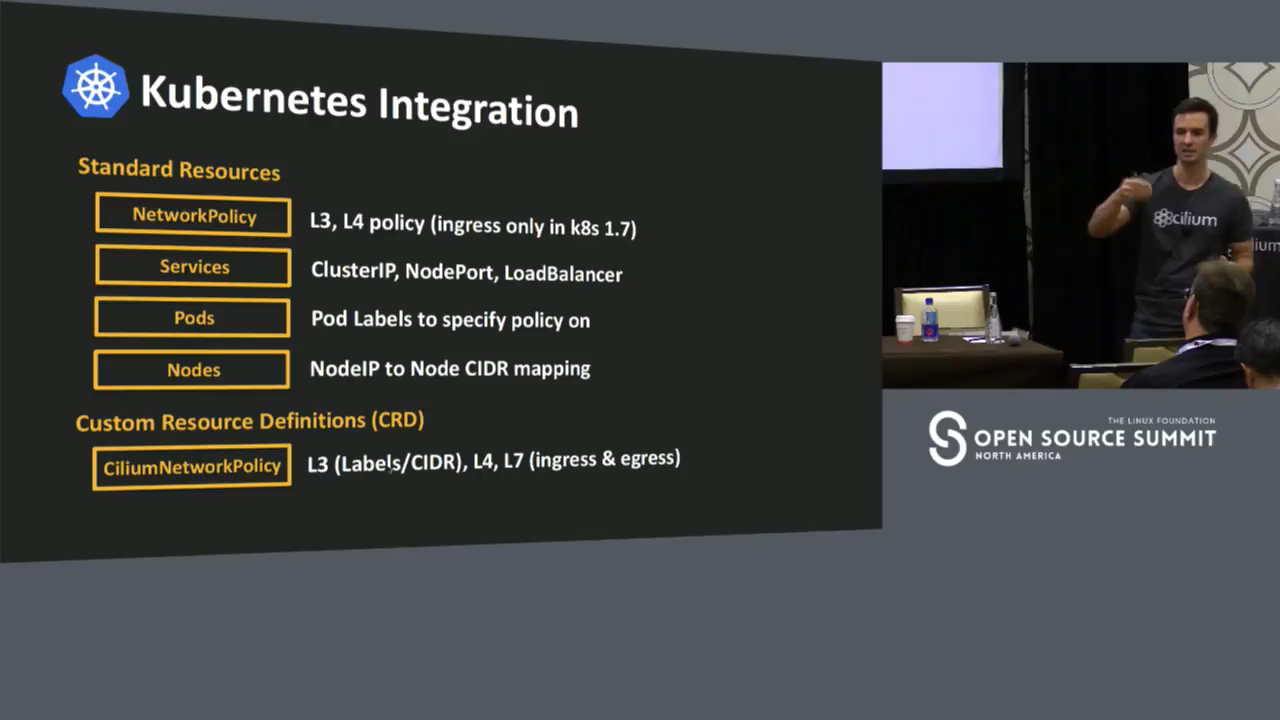 Kubernetes Integration
Standard Resources
NetworkPolicy
L3, L4 policy (ingress only in k8s 1.7)
Services
ClusterIP, NodePort, LoadBalancer
Pods
Pod Labels to specify policy on
Nodes
NodeIP to Node CIDR mapping
Custom Resource Definitions (CRD)
CiliumNetworkPolicy
L3 (Labels/CIDR), L4, L7 (ingress & egress)
cilium
THE LINUX FOUNDATION
OPEN SOURCE SUMMIT
NORTH AMERICA